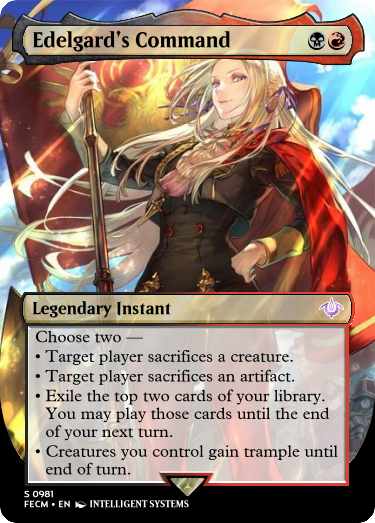 Edelgard's Command
Legendary Instant
Choose two —
• Target player sacrifices a creature.
• Target player sacrifices an artifact.
• Exile the top two cards of your library.
You may play those cards until the end
of your next turn.
• Creatures you control gain trample until
end of turn.
S 0981
FECM • EN INTELLIGENT SYSTEMS